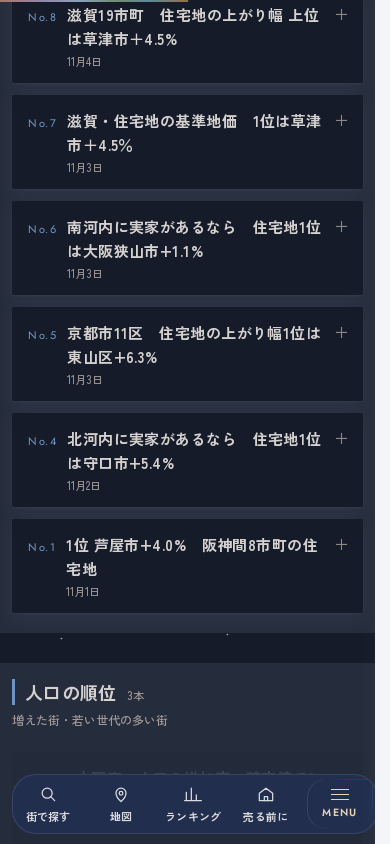 No.8 滋賀19市町　住宅地の上がり幅 上位
は草津市＋4.5%
11月4日
No.7 滋賀・住宅地の基準地価　1位は草津
市＋4.5％
11月3日
No.6 南河内に実家があるなら　住宅地1位
は大阪狭山市+1.1%
11月3日
No.5 京都市11区　住宅地の上がり幅1位は
東山区+6.3%
11月3日
No.4 北河内に実家があるなら　住宅地1位
は守口市+5.4%
11月2日
No.1 1位 芦屋市+4.0%　阪神間8市町の住
宅地
11月1日
人口の順位 3本
増えた街・若い世代の多い街
街で探す 地図 ランキング 売る前に MENU